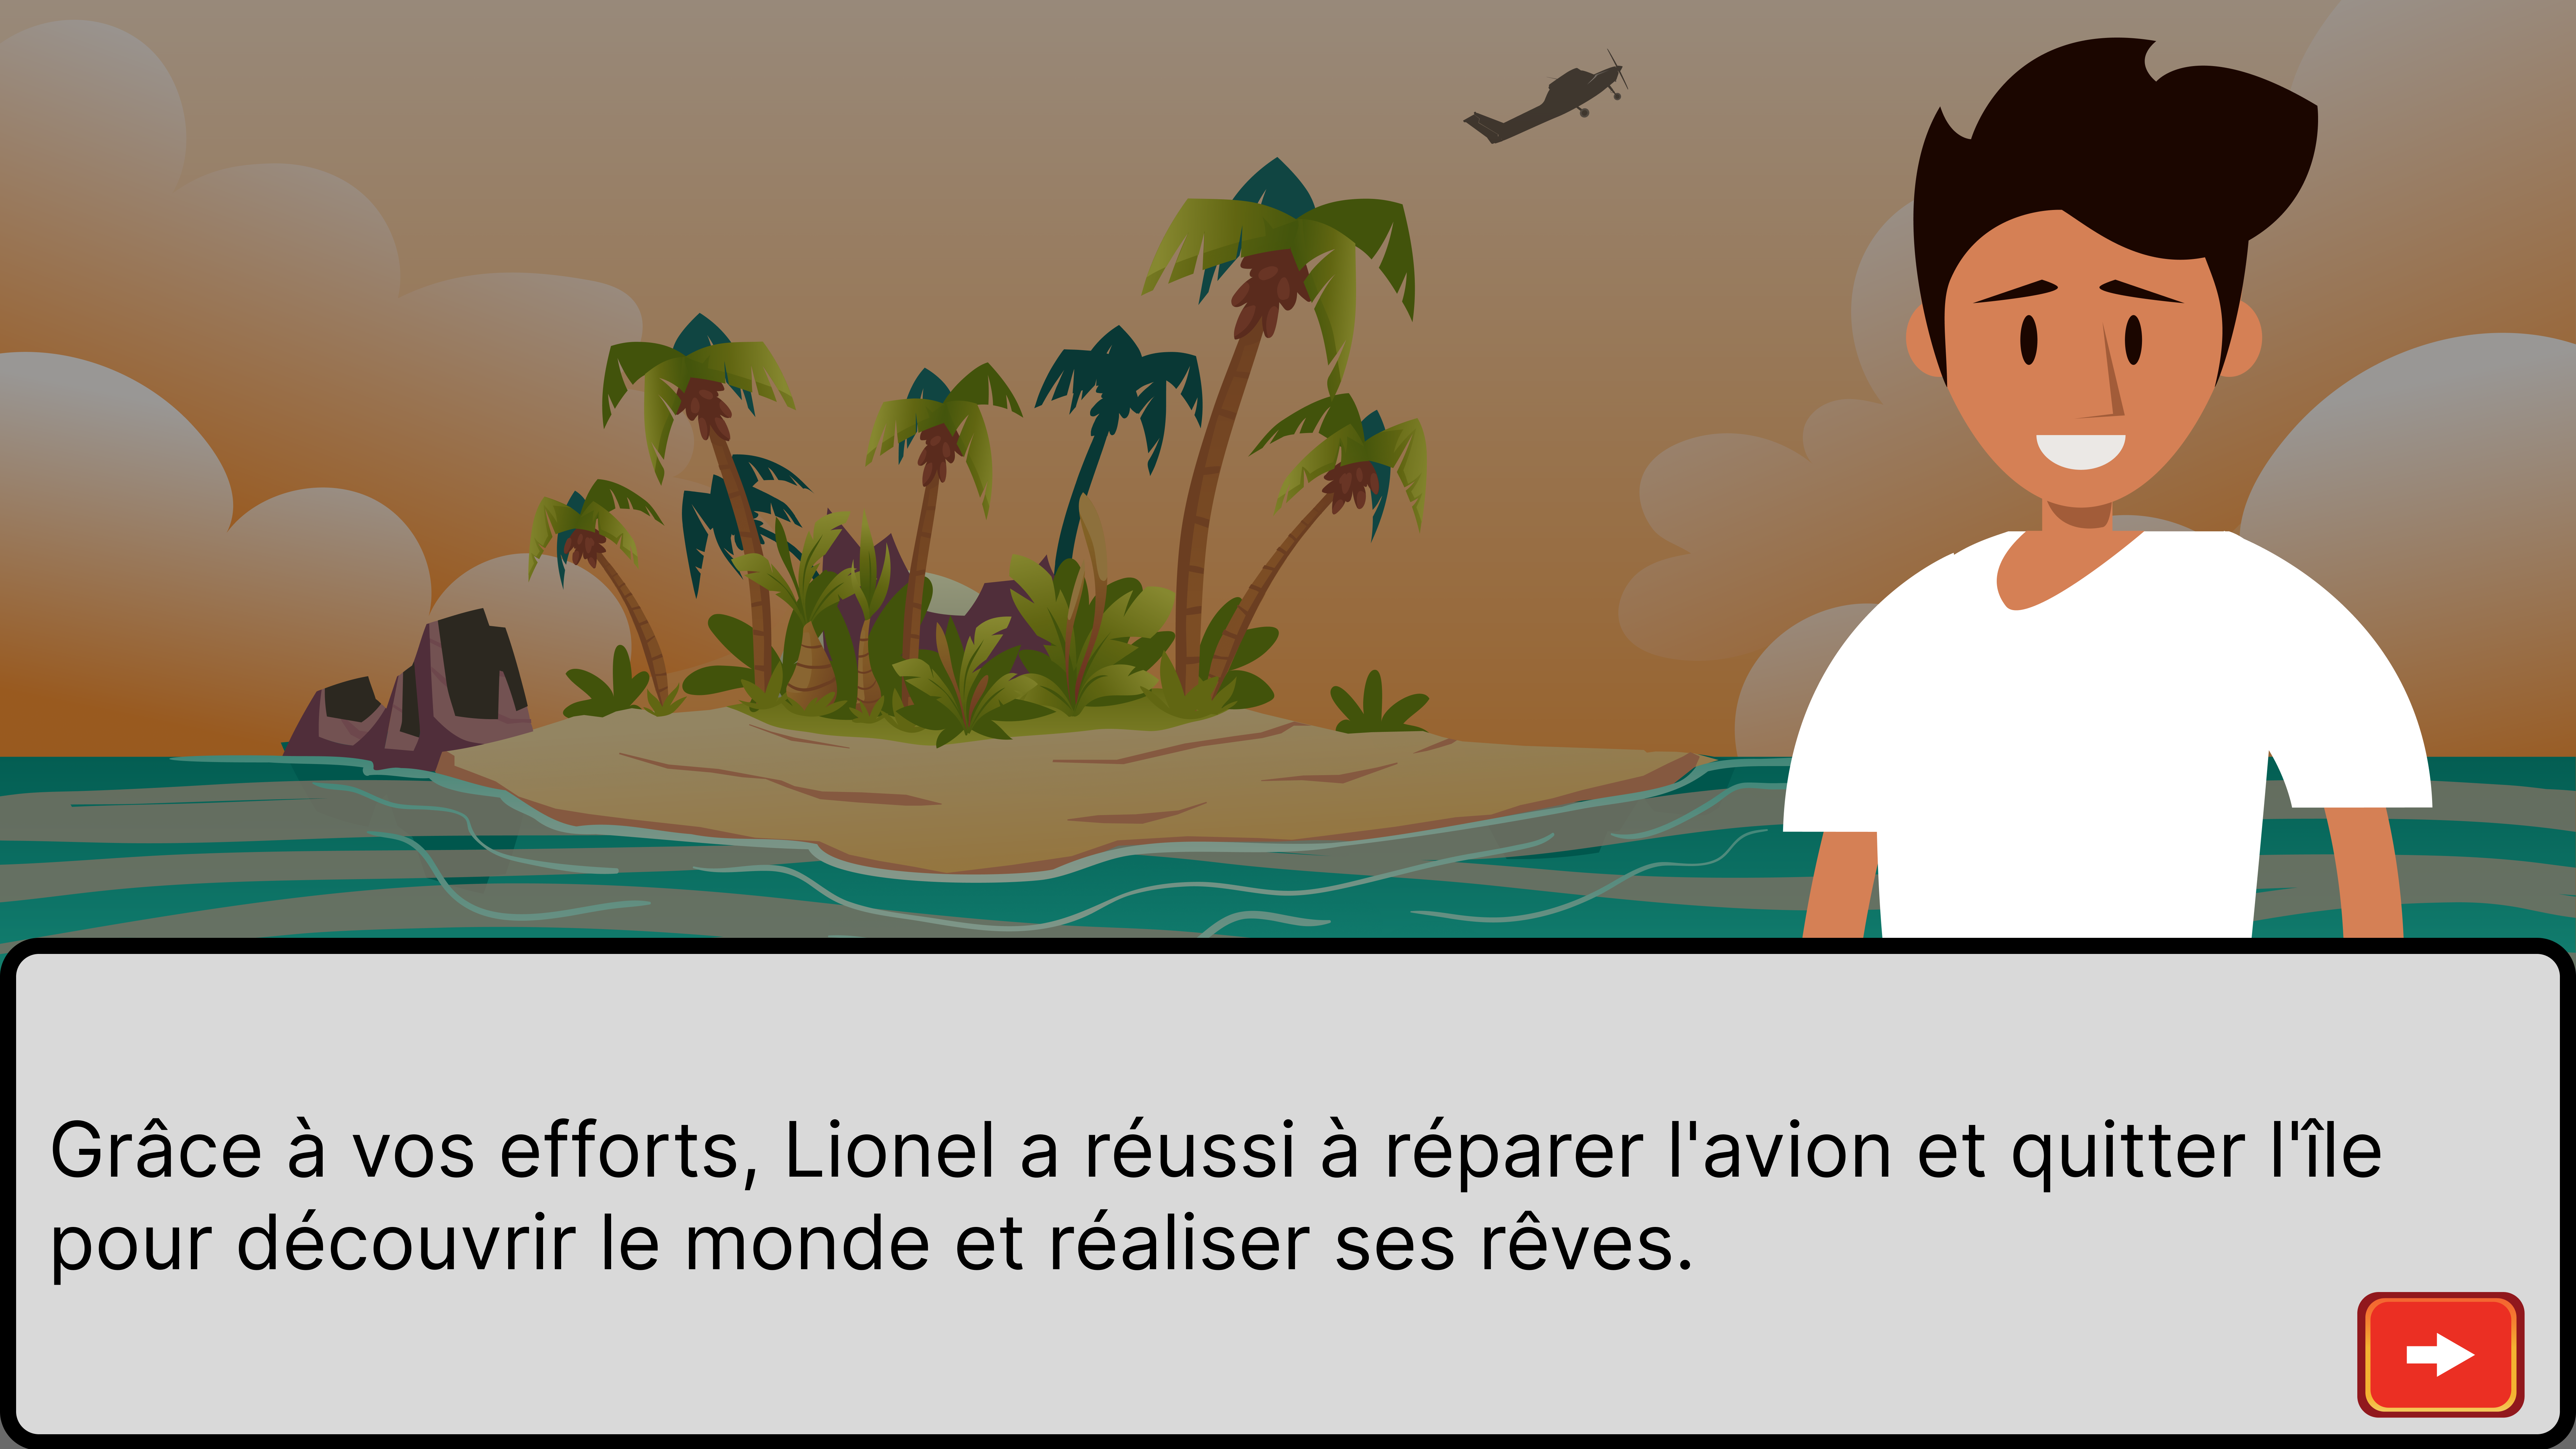 Grâce à vos efforts, Lionel a réussi à réparer l'avion et quitter l'île
pour découvrir le monde et réaliser ses rêves.